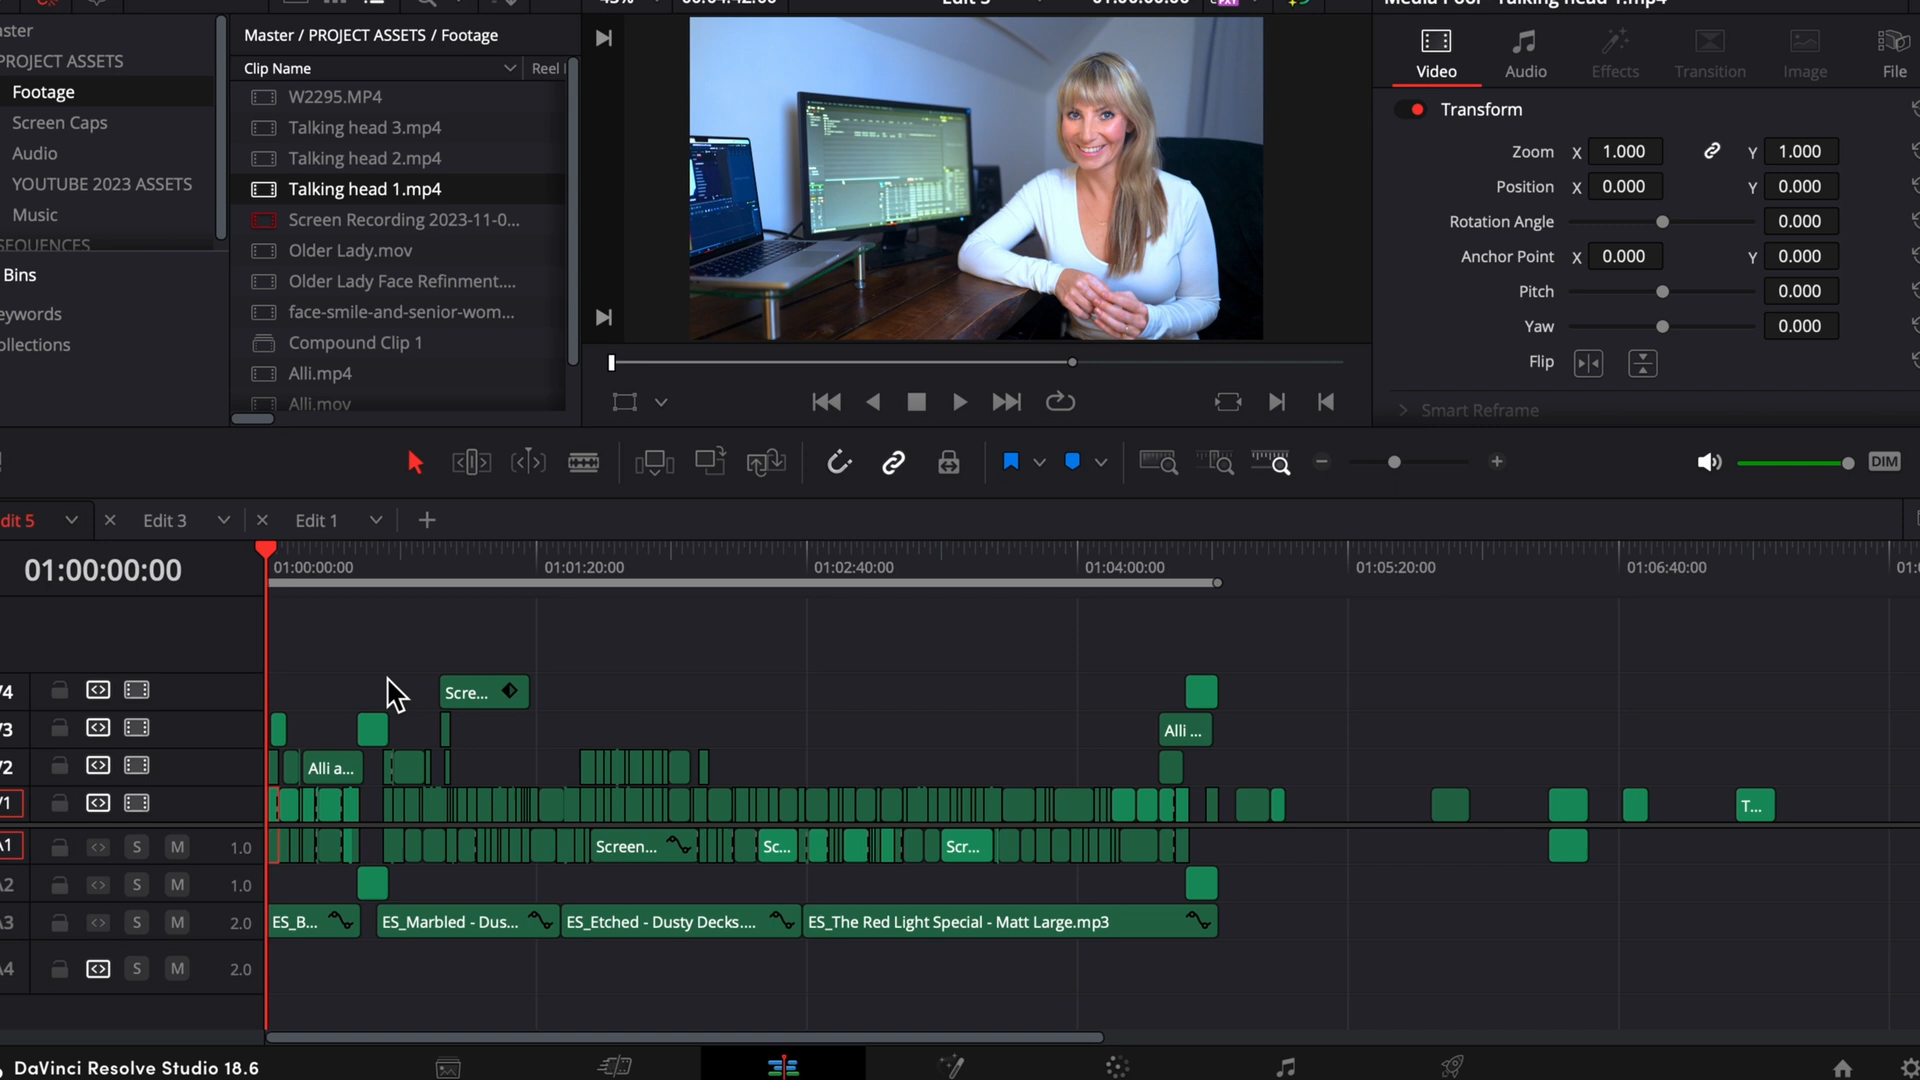 Master / PROJECT ASSETS / Footage
PROJECT ASSETS
Footage
Screen Caps
Audio
YOUTUBE 2023 ASSETS
Music
SEQUENCES
Bins
Clip Name
Reel
W2295.MP4
Talking head 3.mp4
Talking head 2.mp4
Talking head 1.mp4
Screen Recording 2023-11-0...
Older Lady.mov
Older Lady Face Refinment....
face-smile-and-senior-wom...
Compound Clip 1
Alli.mp4
Alli.mov
Video
Audio
Effects
Transition
Image
File
Transform
Zoom X 1.000 Y 1.000
Position X 0.000 Y 0.000
Rotation Angle 0.000
Anchor Point X 0.000 Y 0.000
Pitch 0.000
Yaw 0.000
Flip
Smart Reframe
DIM
dit 5
Edit 3
Edit 1
01:00:00:00
01:00:00:00
01:01:20:00
01:02:40:00
01:04:00:00
01:05:20:00
01:06:40:00
Scre...
Alli ...
Alli a...
T...
S M 1.0
Screen...
Sc...
Scr...
S M 1.0
S M 2.0
ES_B...
ES_Marbled - Dus...
ES_Etched - Dusty Decks....
ES_The Red Light Special - Matt Large.mp3
S M 2.0
DaVinci Resolve Studio 18.6